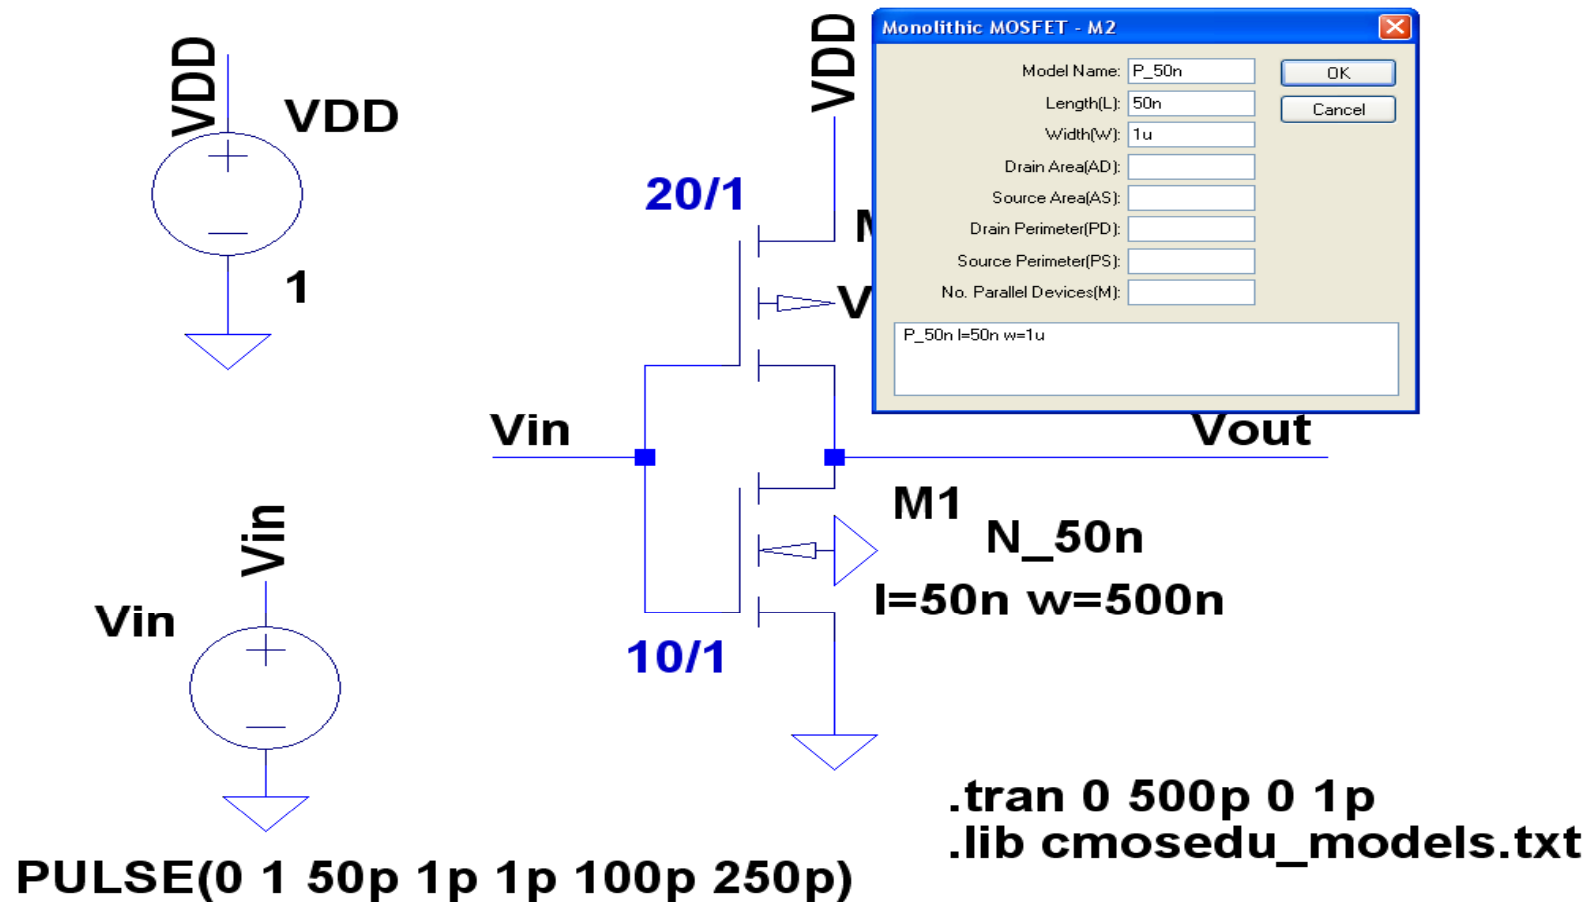 VDD
VDD
1
20/1
VDD
Monolithic MOSFET - M2
Model Name: P_50n
OK
Length(L): 50n
Cancel
Width(W): 1u
Drain Area(AD):
Source Area(AS):
Drain Perimeter(PD):
Source Perimeter(PS):
No. Parallel Devices(M):
P_50n l=50n w=1u
Vin
Vout
M1
N_50n
l=50n w=500n
10/1
Vin
Vin
.tran 0 500p 0 1p
.lib cmosedu_models.txt
PULSE(0 1 50p 1p 1p 100p 250p)